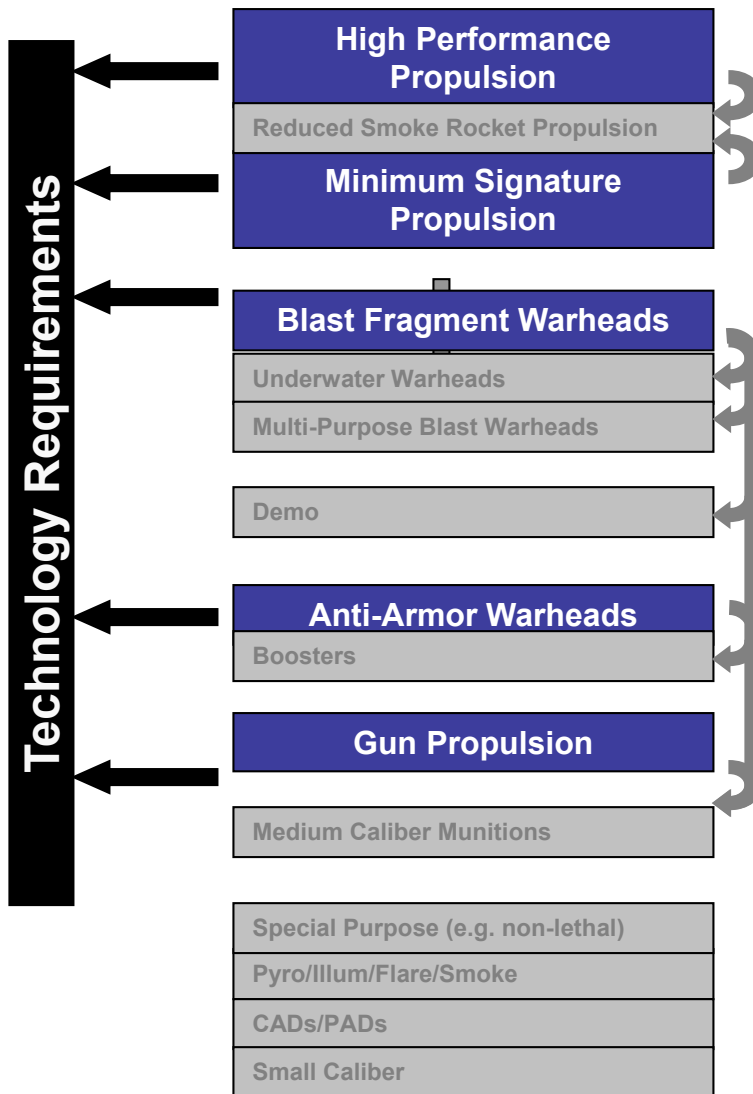 Technology Requirements
High Performance
Propulsion
Reduced Smoke Rocket Propulsion
Minimum Signature
Propulsion
Blast Fragment Warheads
Underwater Warheads
Multi-Purpose Blast Warheads
Demo
Anti-Armor Warheads
Boosters
Gun Propulsion
Medium Caliber Munitions
Special Purpose (e.g. non-lethal)
Pyro/Illum/Flare/Smoke
CADs/PADs
Small Caliber